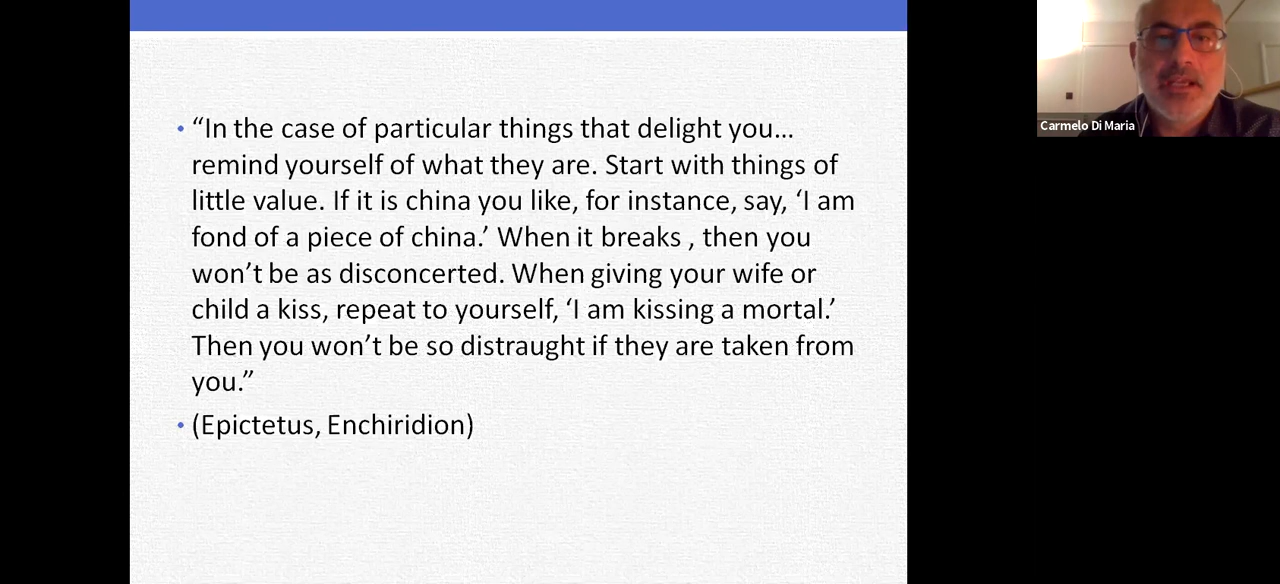 • “In the case of particular things that delight you...
remind yourself of what they are. Start with things of
little value. If it is china you like, for instance, say, ‘I am
fond of a piece of china.’ When it breaks , then you
won’t be as disconcerted. When giving your wife or
child a kiss, repeat to yourself, ‘I am kissing a mortal.’
Then you won’t be so distraught if they are taken from
you.”
• (Epictetus, Enchiridion)
Carmelo Di Maria